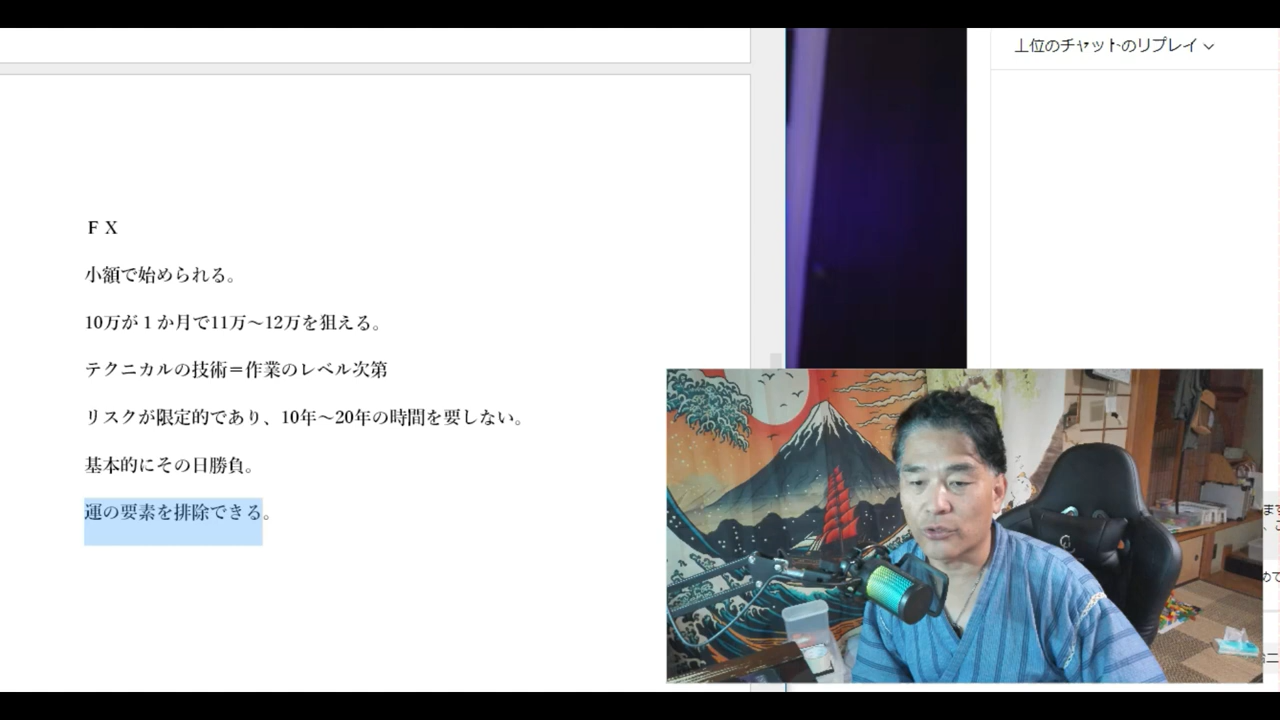 ＦＸ
小額で始められる。
10万が１か月で11万～12万を狙える。
テクニカルの技術＝作業のレベル次第
リスクが限定的であり、10年～20年の時間を要しない。
基本的にその日勝負。
運の要素を排除できる。
上位のチャットのリプレイ